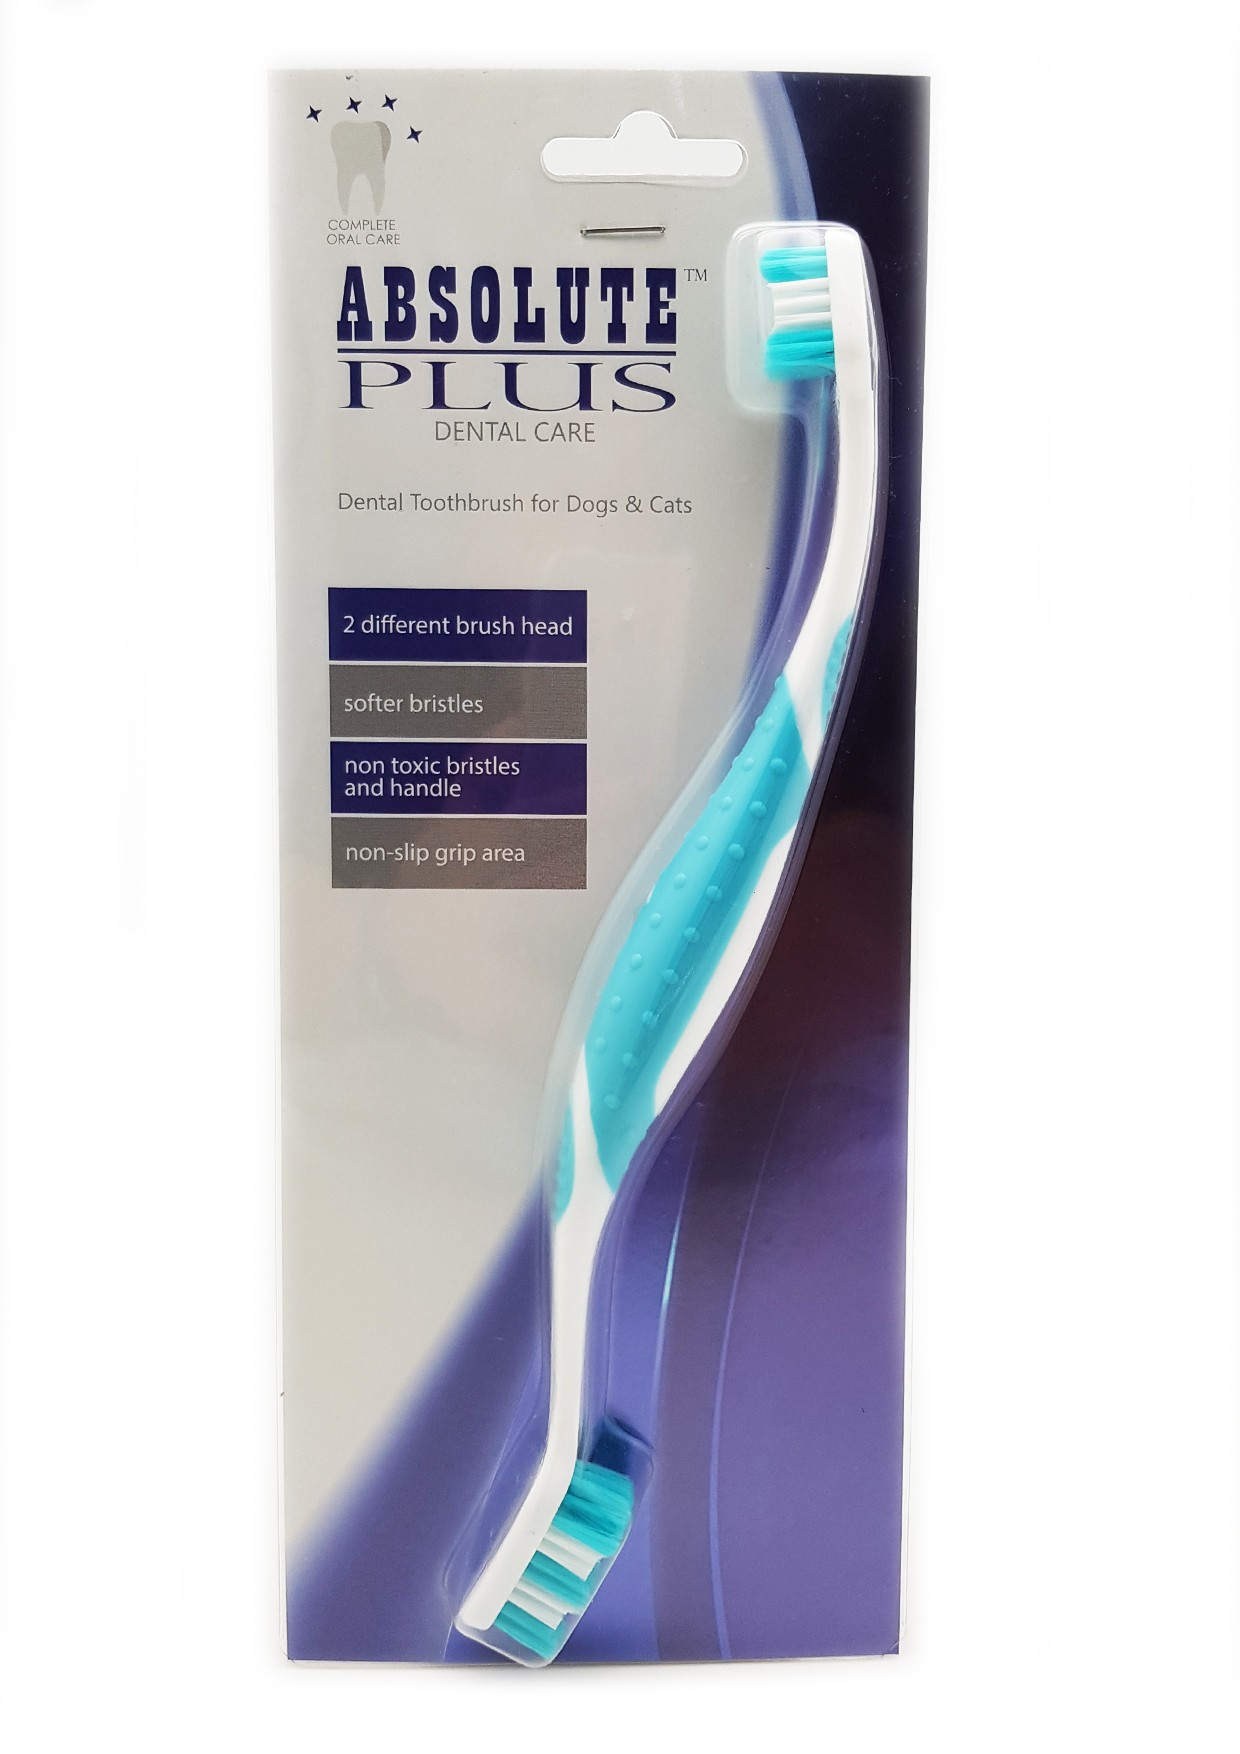 COMPLETE
ORAL CARE
ABSOLUTE™
PLUS
DENTAL CARE
Dental Toothbrush for Dogs & Cats
2 different brush head
softer bristles
non toxic bristles
and handle
non-slip grip area